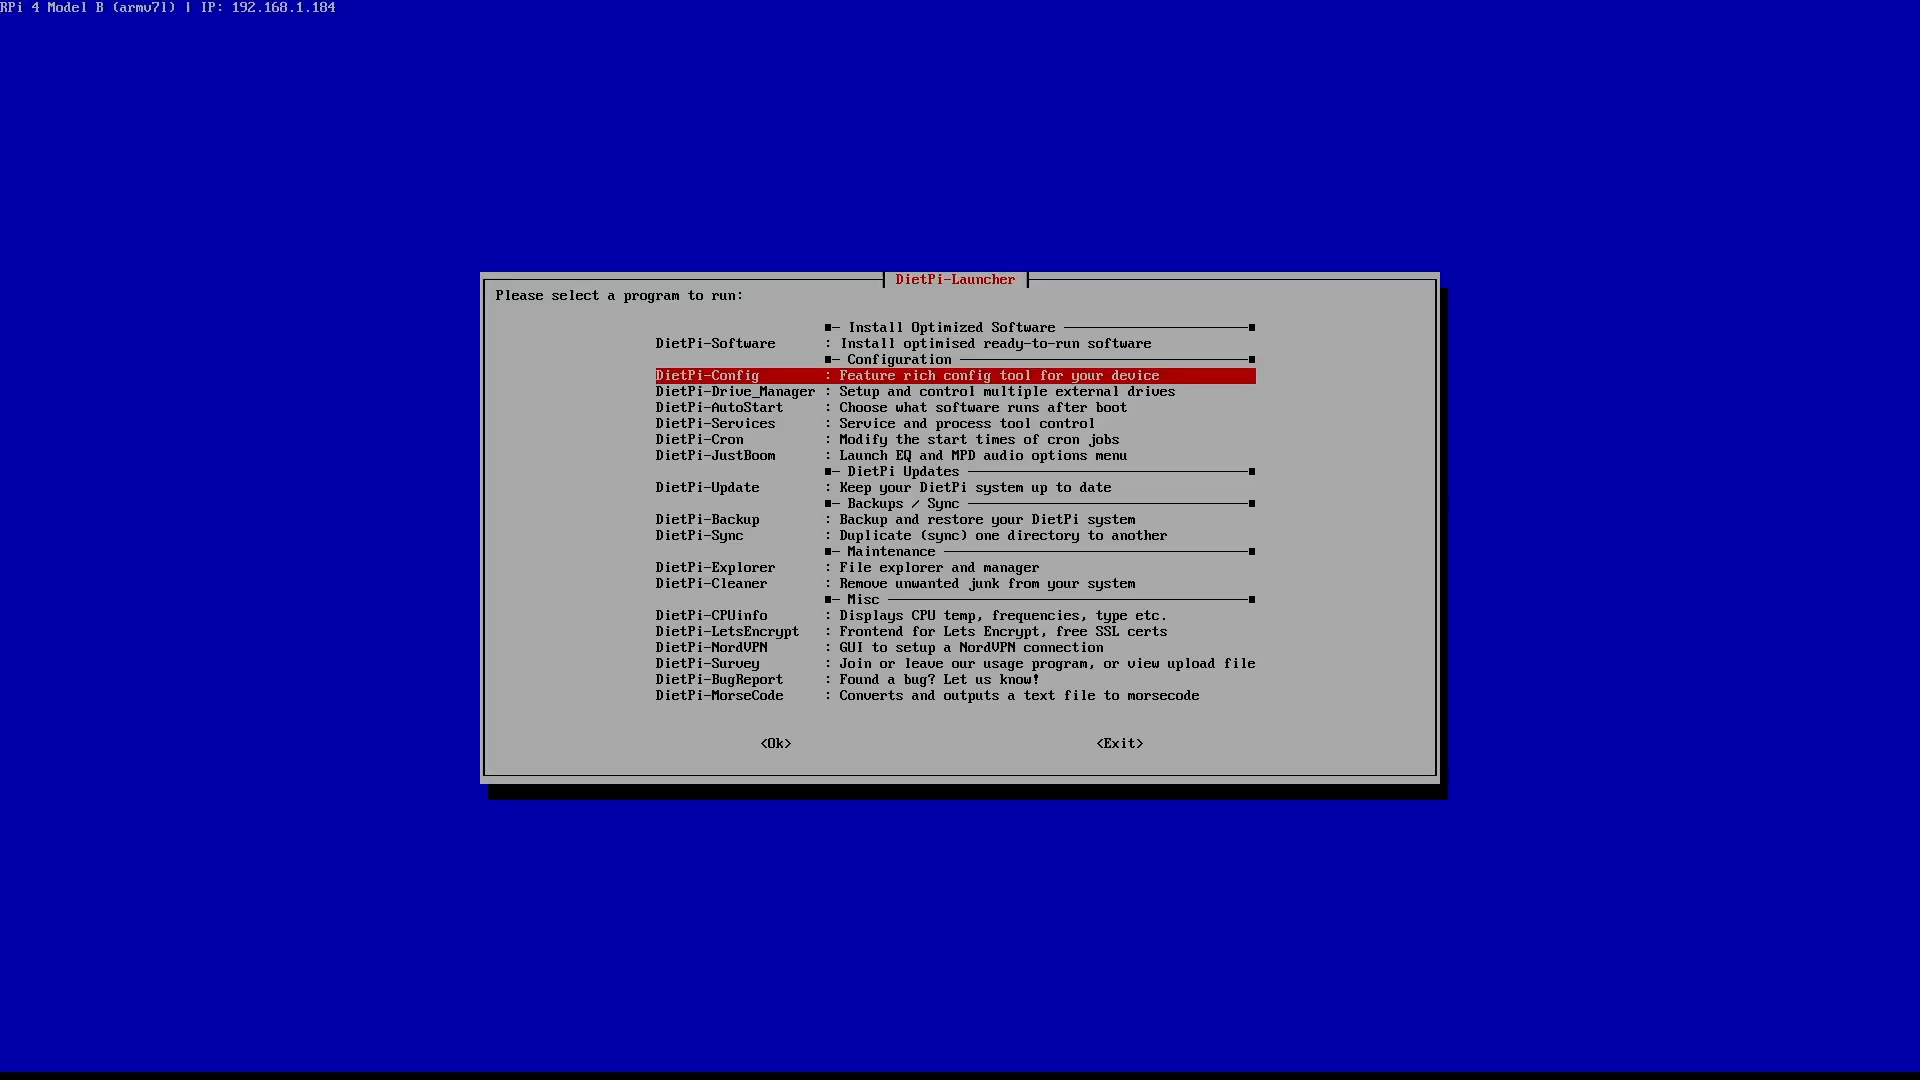 RPi 4 Model B (armv7l) | IP: 192.168.1.184
DietPi-Launcher
Please select a program to run:
Install Optimized Software
DietPi-Software : Install optimised ready-to-run software
Configuration
DietPi-Config : Feature rich config tool for your device
DietPi-Drive_Manager : Setup and control multiple external drives
DietPi-AutoStart : Choose what software runs after boot
DietPi-Services : Service and process tool control
DietPi-Cron : Modify the start times of cron jobs
DietPi-JustBoom : Launch EQ and MPD audio options menu
DietPi Updates
DietPi-Update : Keep your DietPi system up to date
Backups / Sync
DietPi-Backup : Backup and restore your DietPi system
DietPi-Sync : Duplicate (sync) one directory to another
Maintenance
DietPi-Explorer : File explorer and manager
DietPi-Cleaner : Remove unwanted junk from your system
Misc
DietPi-CPUinfo : Displays CPU temp, frequencies, type etc.
DietPi-LetsEncrypt : Frontend for Lets Encrypt, free SSL certs
DietPi-NordVPN : GUI to setup a NordVPN connection
DietPi-Survey : Join or leave our usage program, or view upload file
DietPi-BugReport : Found a bug? Let us know!
DietPi-MorseCode : Converts and outputs a text file to morsecode
<Ok> <Exit>